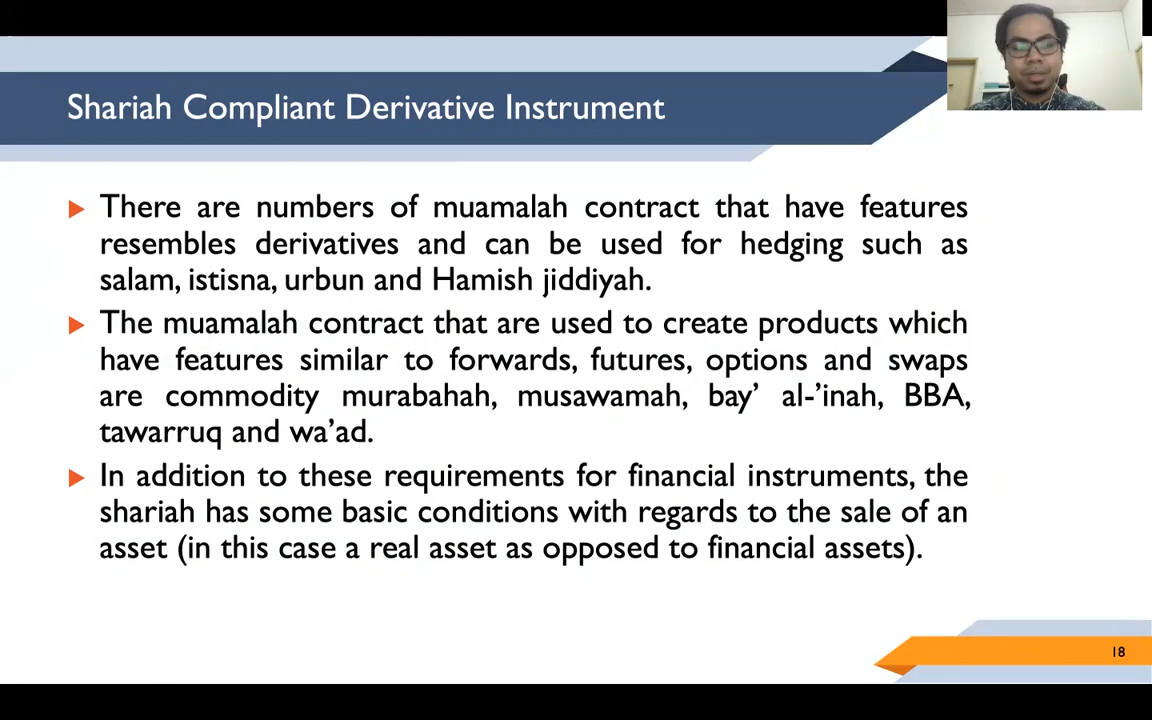 Shariah Compliant Derivative Instrument
There are numbers of muamalah contract that have features
resembles derivatives and can be used for hedging such as
salam, istisna, urbun and Hamish jiddiyah.
The muamalah contract that are used to create products which
have features similar to forwards, futures, options and swaps
are commodity murabahah, musawamah, bay’ al-’inah, BBA,
tawarruq and wa’ad.
In addition to these requirements for financial instruments, the
shariah has some basic conditions with regards to the sale of an
asset (in this case a real asset as opposed to financial assets).
18